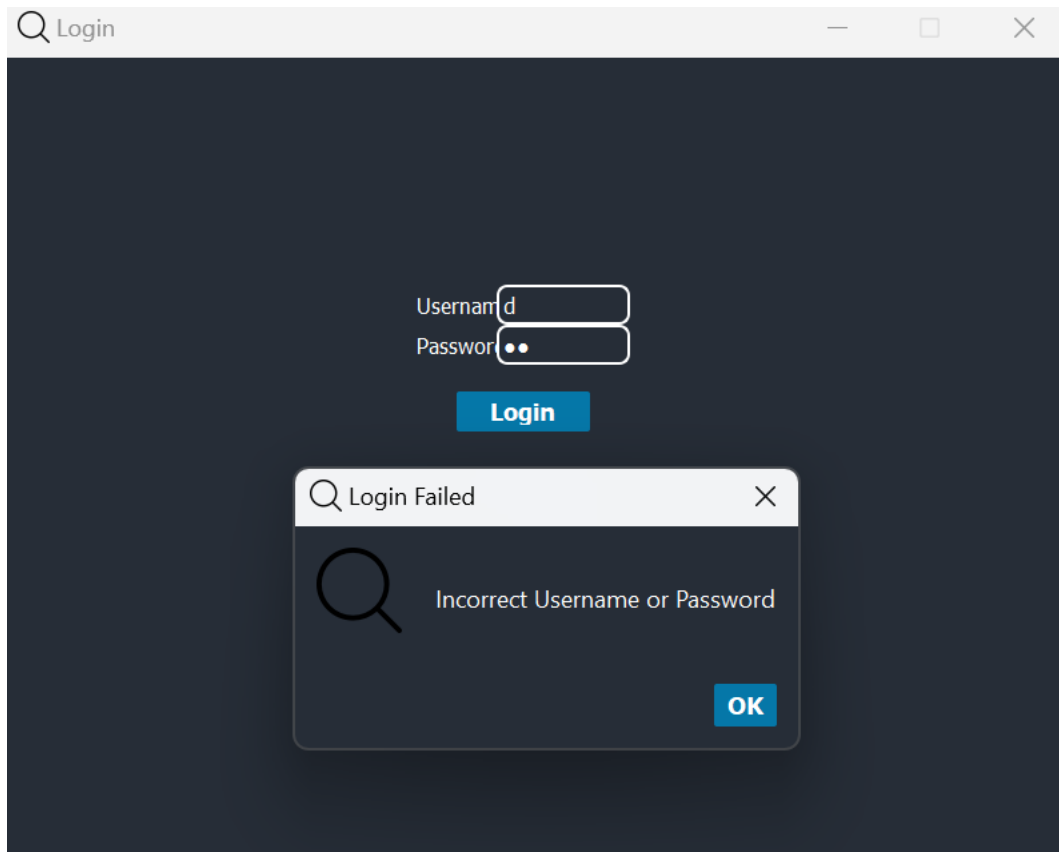 Login
Usernam d
Passwor ●●
Login
Login Failed
Incorrect Username or Password
OK